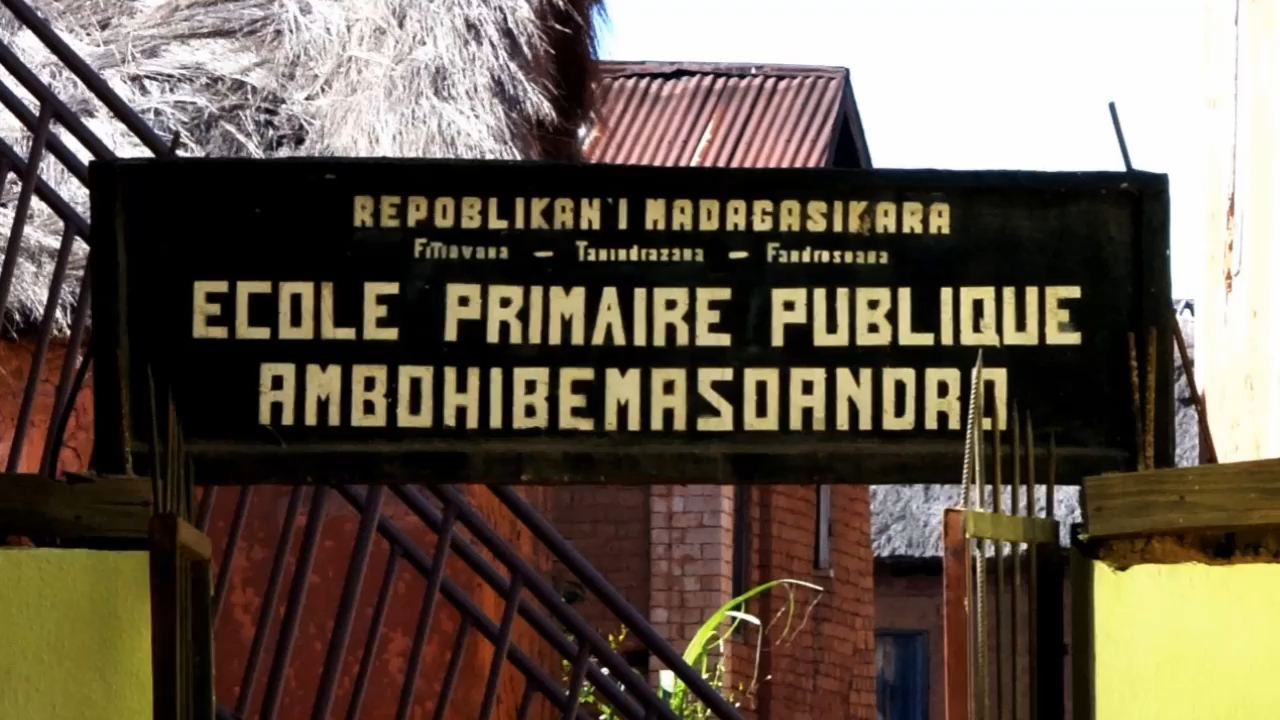 REPOBLIKAN'I MADAGASIKARA
Fitiavana – Tanindrazana – Fandrosoana
ECOLE PRIMAIRE PUBLIQUE
AMBOHIBEMASOANDRO